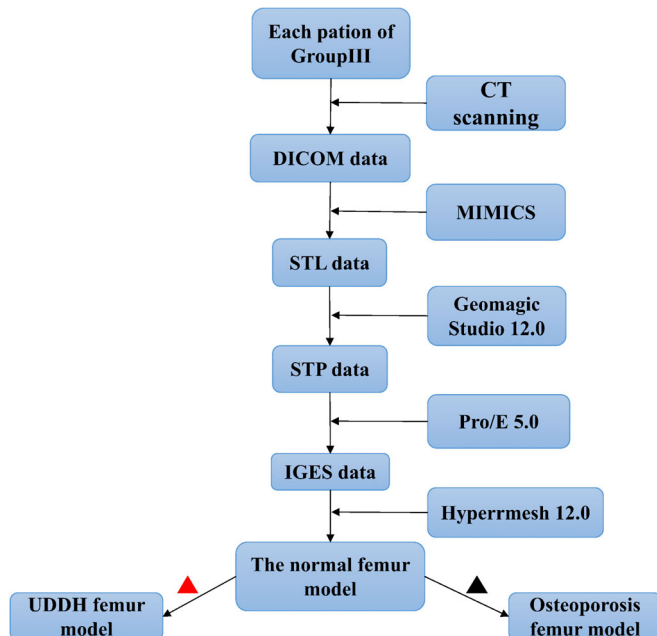 Each pation of
GroupIII
CT
scanning
DICOM data
MIMICS
STL data
Geomagic
Studio 12.0
STP data
Pro/E 5.0
IGES data
Hyperrmesh 12.0
The normal femur
model
UDDH femur
model
Osteoporosis
femur model